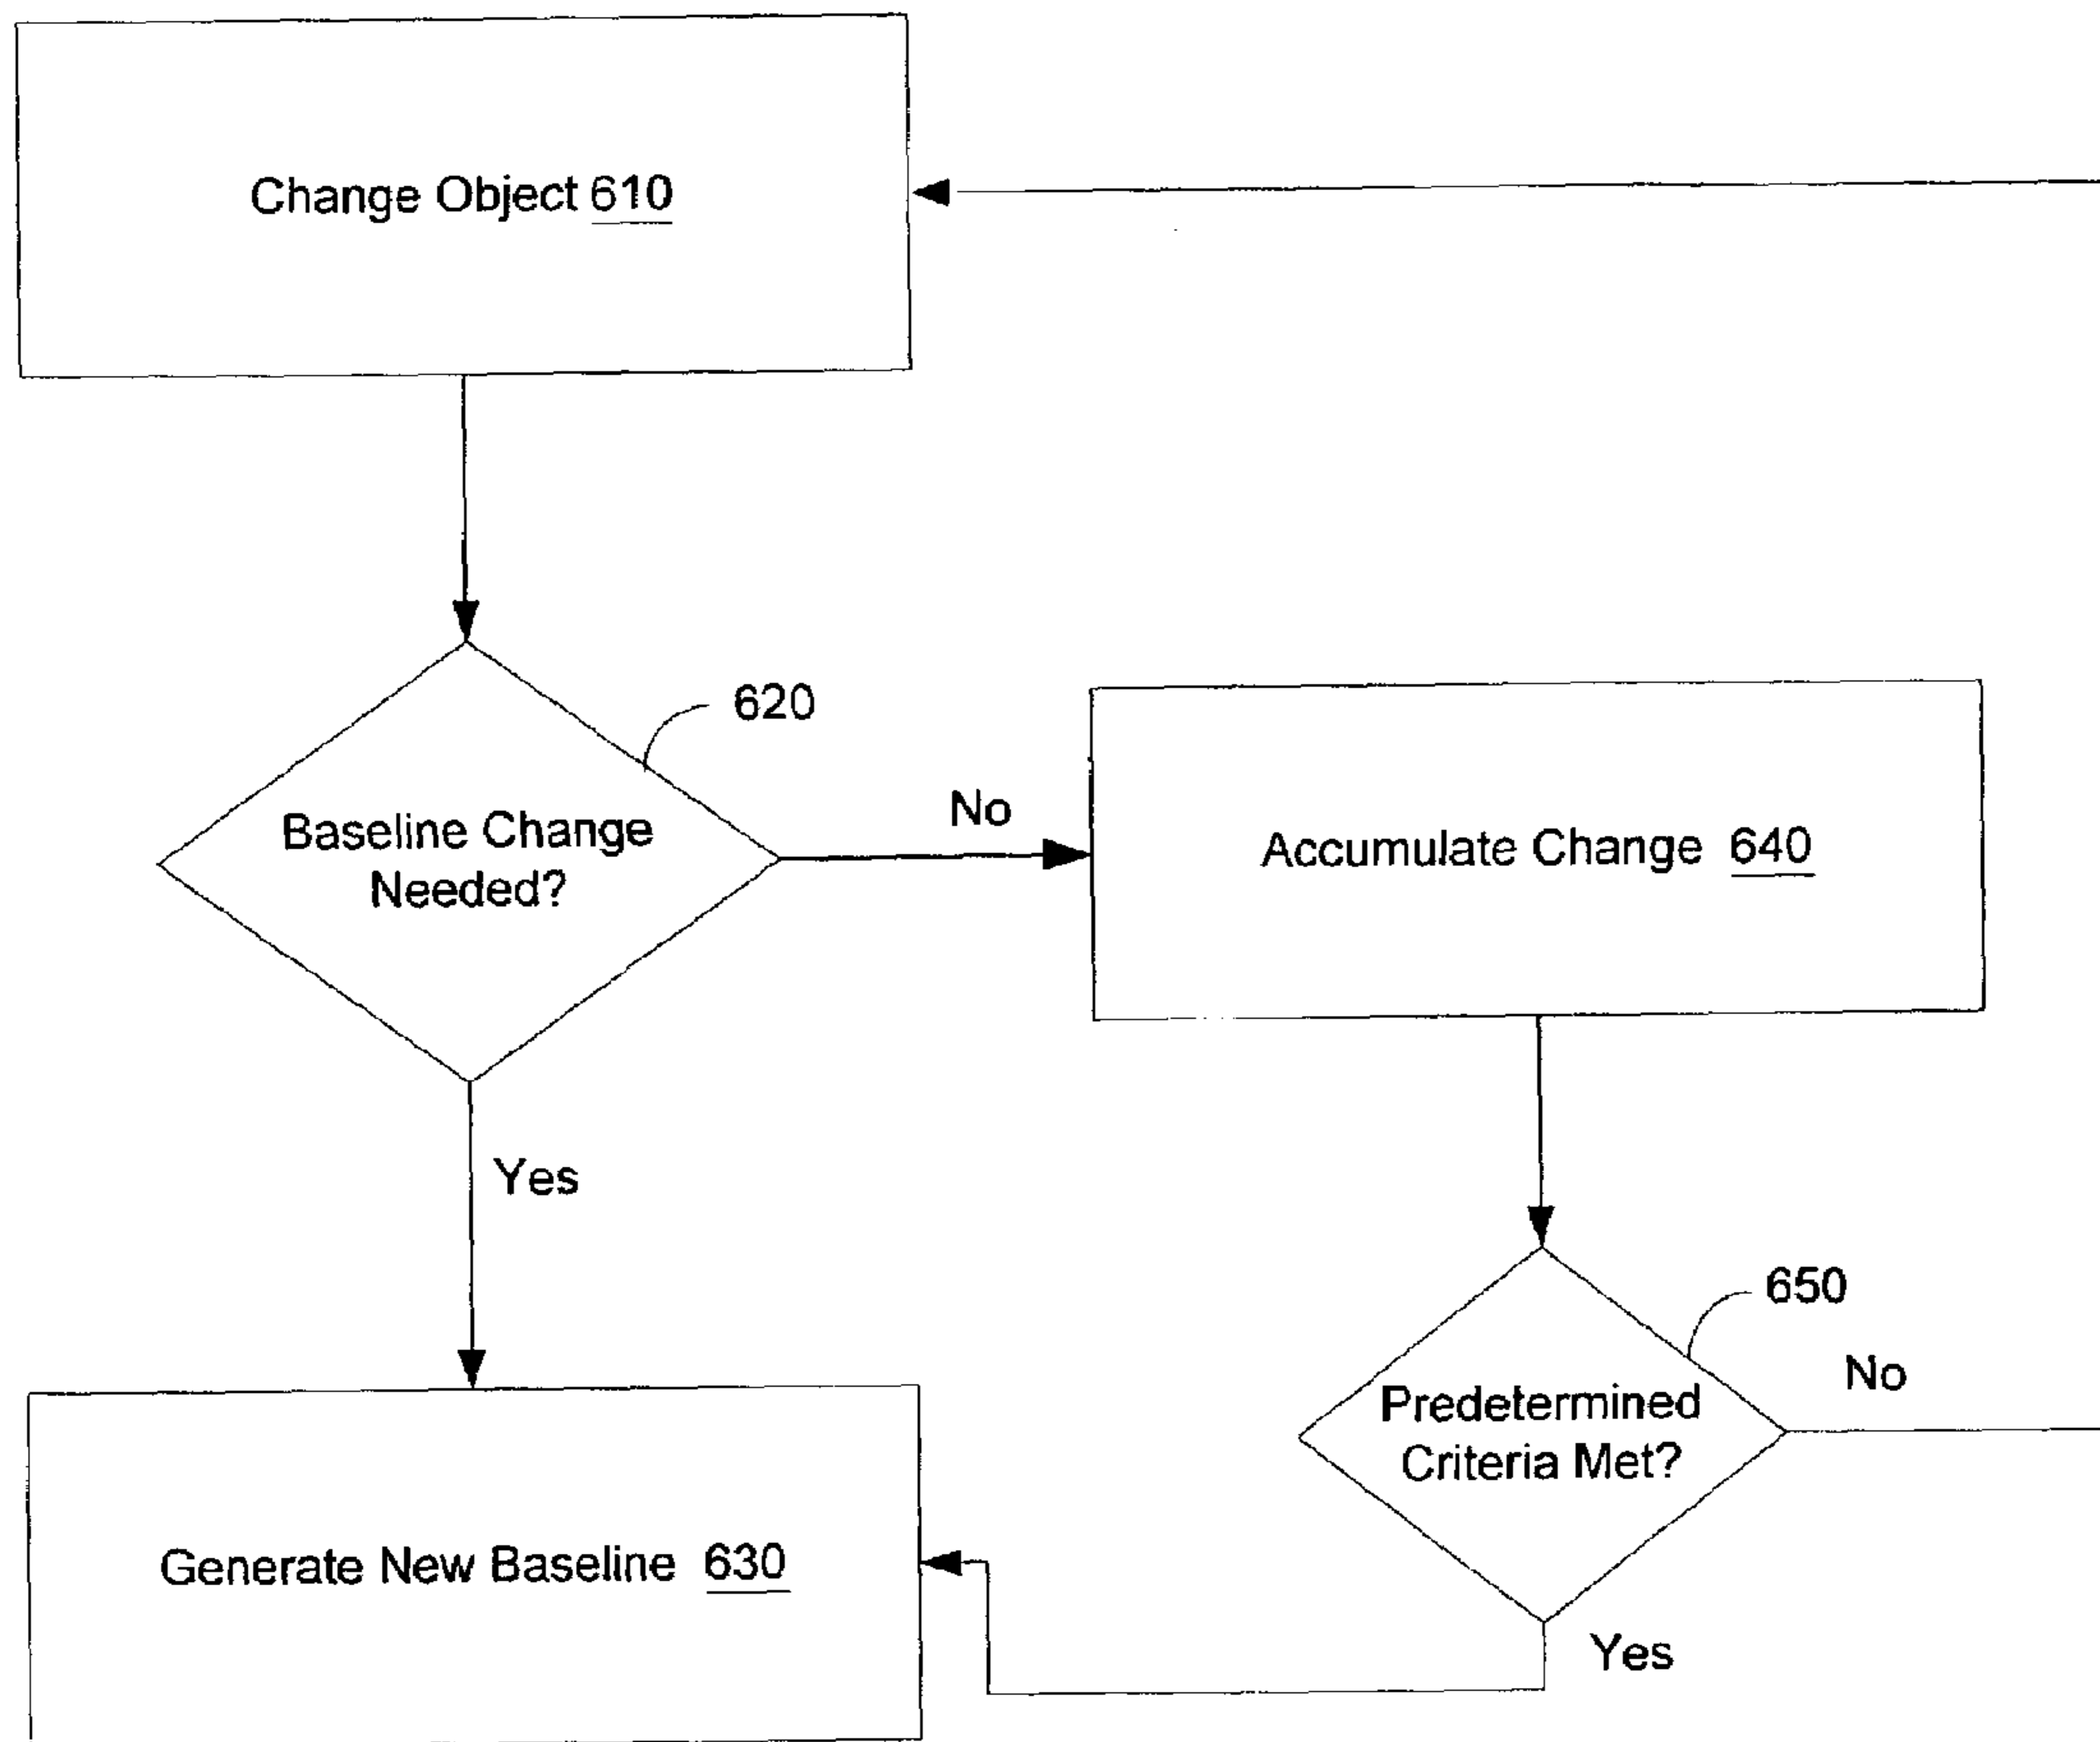 Change Object 610
620
Baseline Change
Needed?
No
Accumulate Change 640
Yes
650
Predetermined
Criteria Met?
No
Generate New Baseline 630
Yes